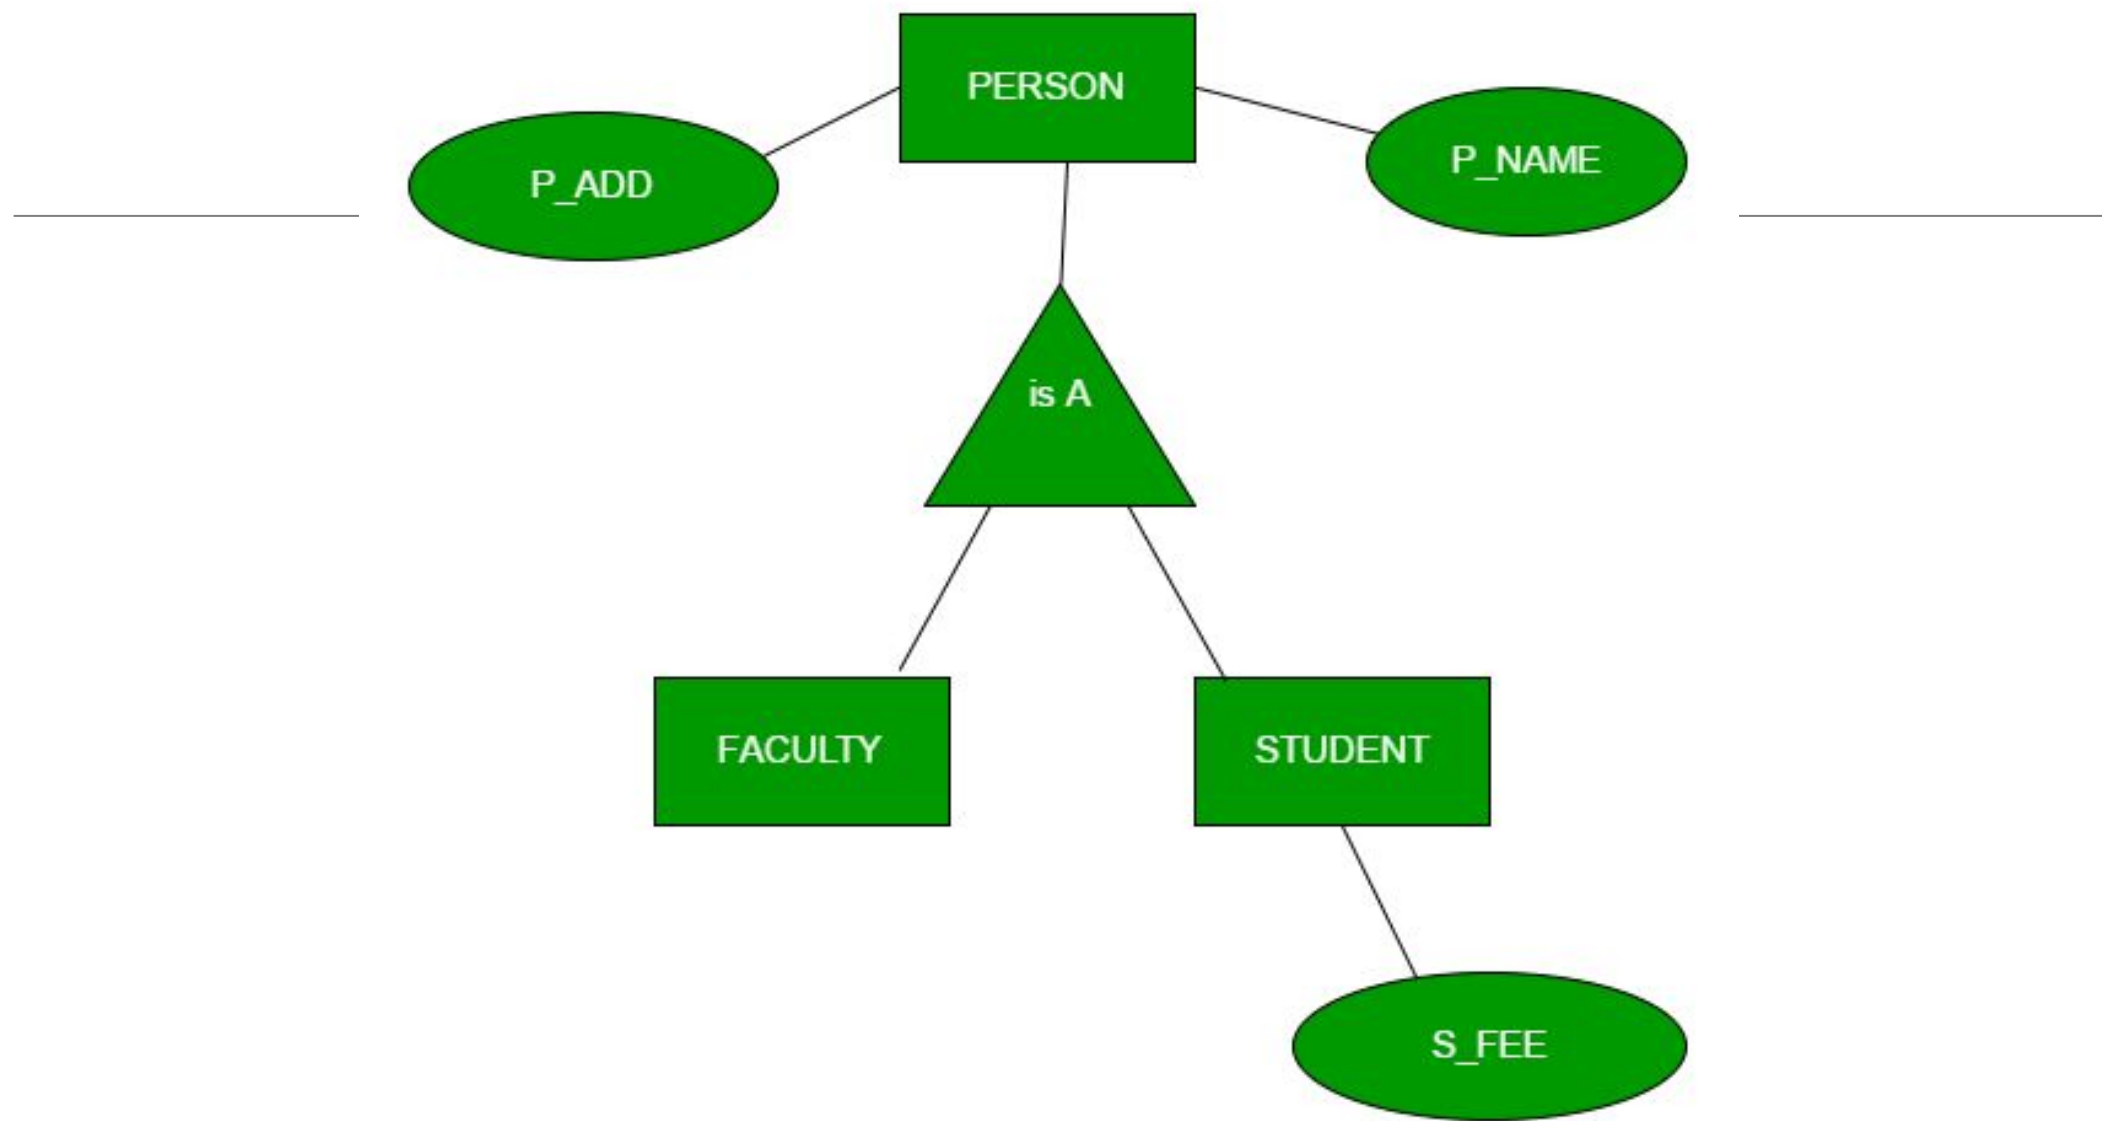 PERSON
P_ADD
P_NAME
is A
FACULTY
STUDENT
S_FEE